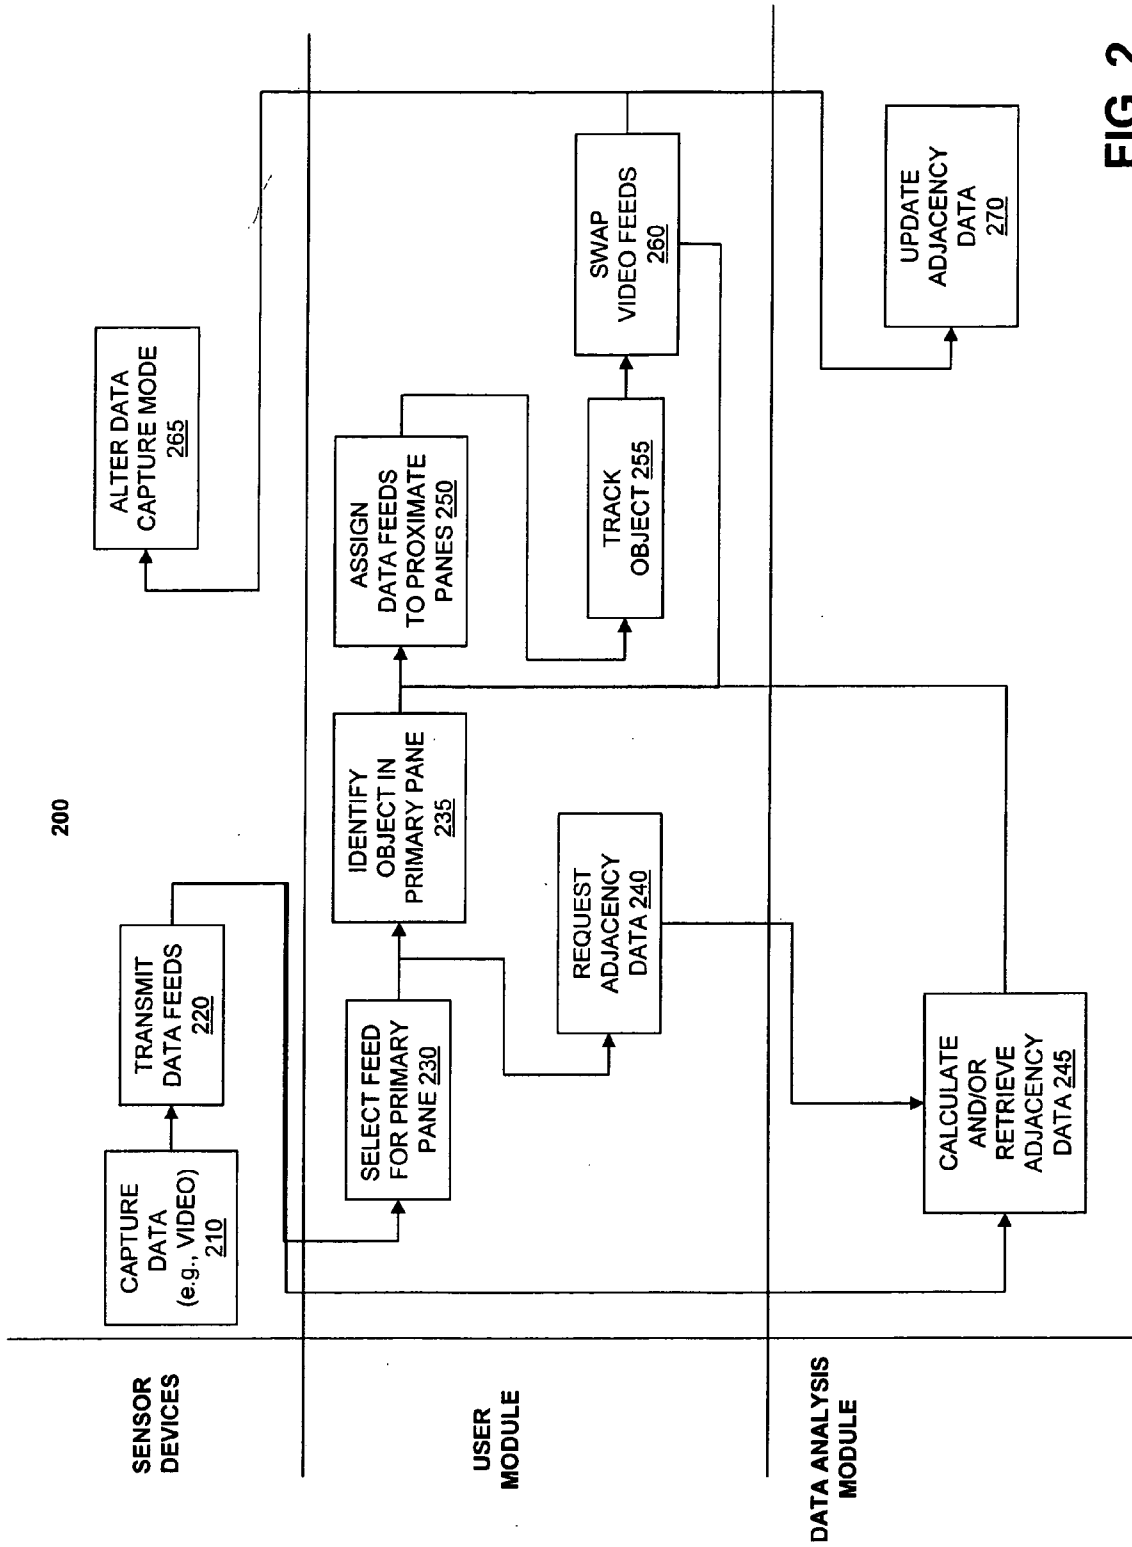 200
SENSOR
DEVICES
CAPTURE
DATA
(e.g., VIDEO)
210
TRANSMIT
DATA FEEDS
220
ALTER DATA
CAPTURE MODE
265
USER
MODULE
SELECT FEED
FOR PRIMARY
PANE 230
IDENTIFY
OBJECT IN
PRIMARY PANE
235
ASSIGN
DATA FEEDS
TO PROXIMATE
PANES 250
REQUEST
ADJACENCY
DATA 240
TRACK
OBJECT 255
SWAP
VIDEO FEEDS
260
DATA ANALYSIS
MODULE
CALCULATE
AND/OR
RETRIEVE
ADJACENCY
DATA 245
UPDATE
ADJACENCY
DATA
270
FIG. 2